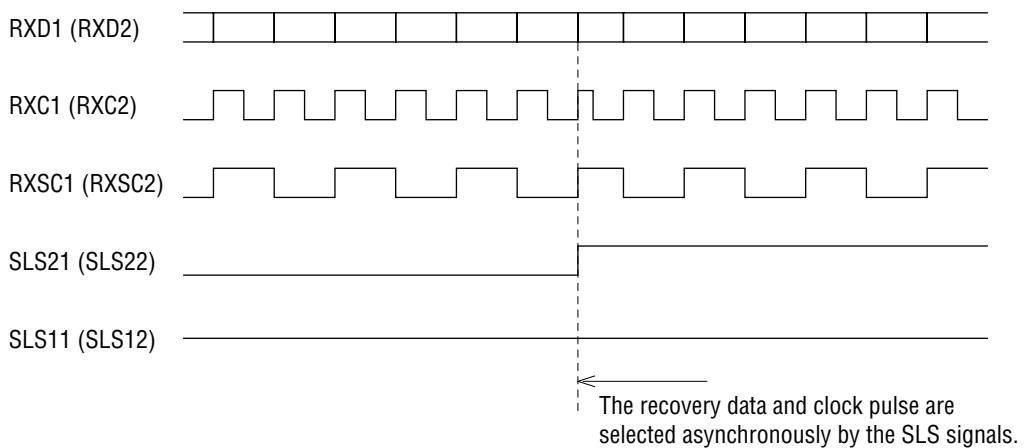 RXD1 (RXD2)
RXC1 (RXC2)
RXSC1 (RXSC2)
SLS21 (SLS22)
SLS11 (SLS12)
The recovery data and clock pulse are
selected asynchronously by the SLS signals.